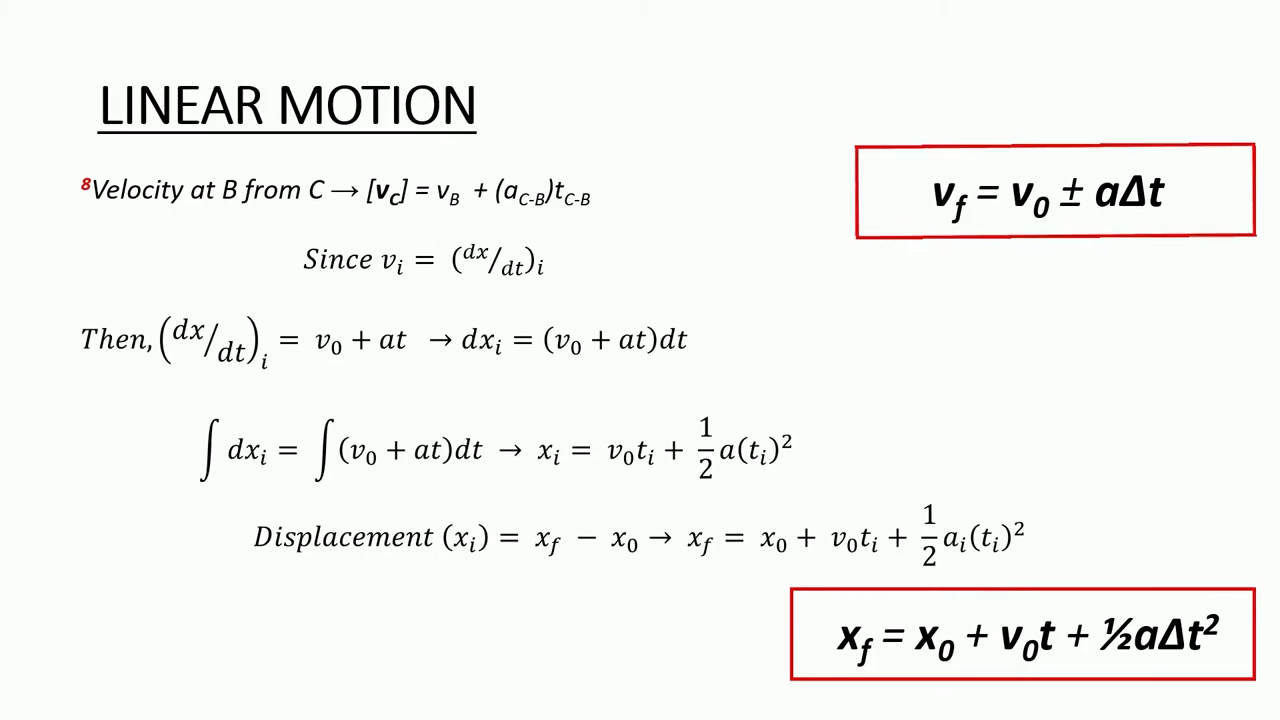 LINEAR MOTION
⁸Velocity at B from C → [v_C] = v_B + (a_C-B)t_C-B
v_f = v_0 ± aΔt
Since v_i = (dx/dt)_i
Then, (dx/dt)_i = v_0 + at → dx_i = (v_0 + at)dt
∫ dx_i = ∫ (v_0 + at)dt → x_i = v_0t_i + 1/2 a(t_i)²
Displacement (x_i) = x_f − x_0 → x_f = x_0 + v_0t_i + 1/2 a_i(t_i)²
x_f = x_0 + v_0t + ½aΔt²